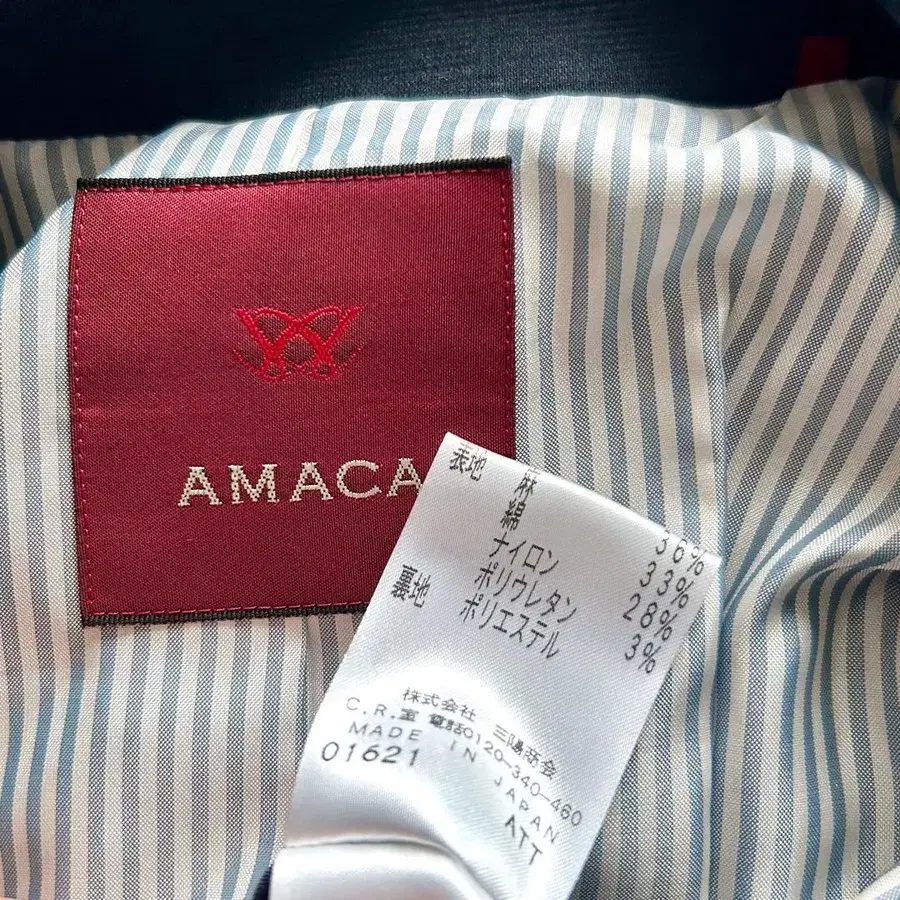 AMACA
表地 麻 36%
綿 33%
ナイロン 28%
ポリウレタン 3%
裏地 ポリエステル
株式会社 三陽商会
C.R.室 電話0120-340-460
MADE IN JAPAN
01621 ATT